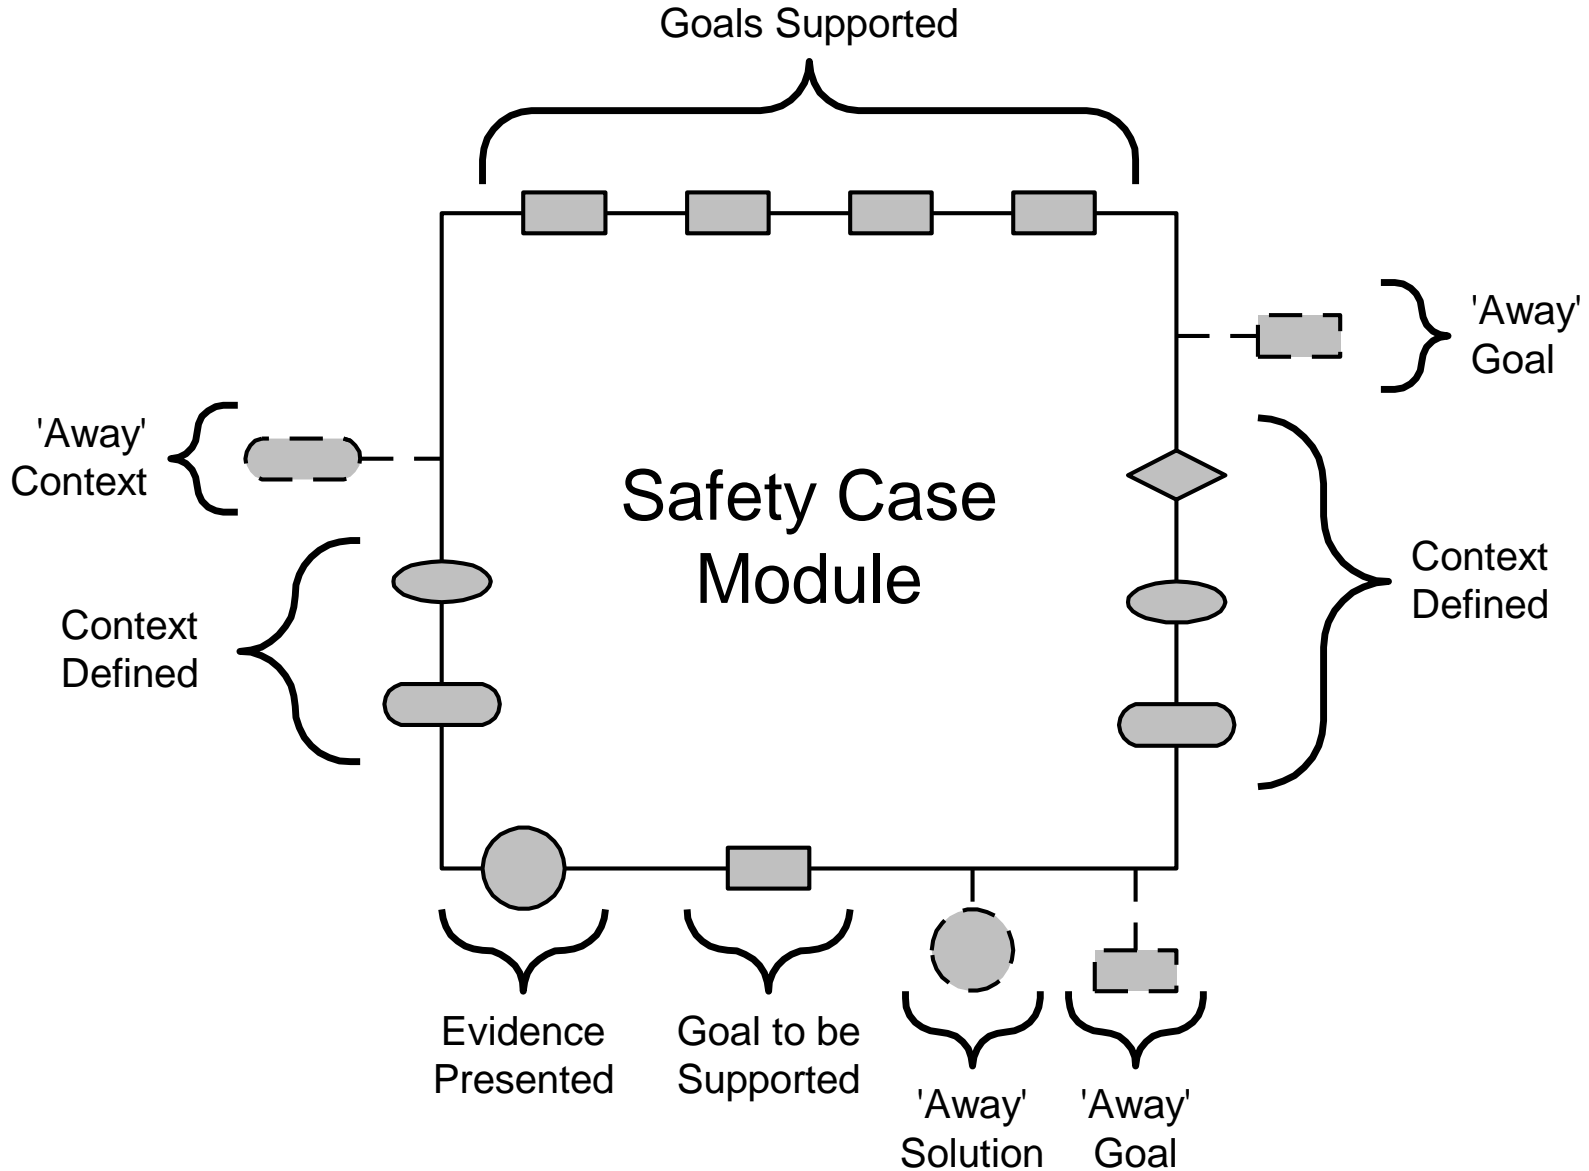 Goals Supported
'Away'
Goal
'Away'
Context
Safety Case
Module
Context
Defined
Context
Defined
Evidence
Presented
Goal to be
Supported
'Away'
Solution
'Away'
Goal